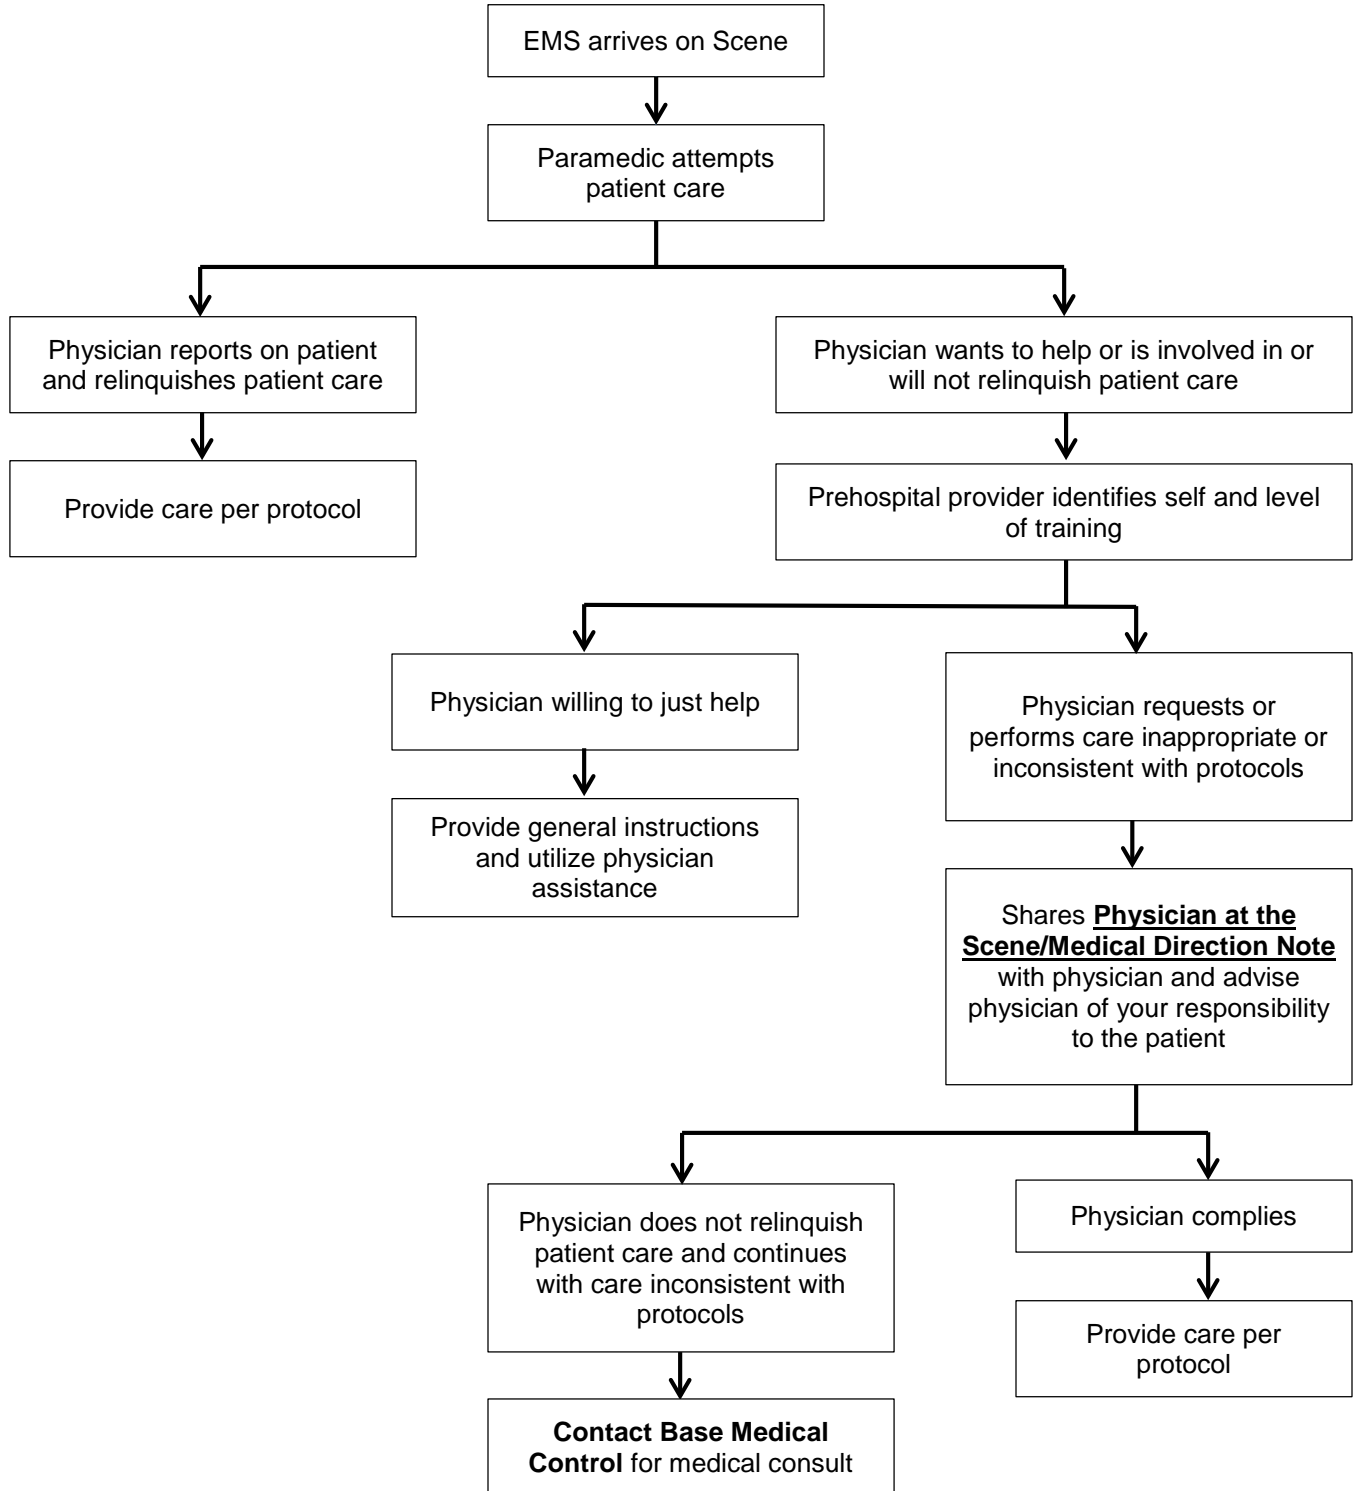 EMS arrives on Scene
Paramedic attempts
patient care
Physician reports on patient
and relinquishes patient care
Physician wants to help or is involved in or
will not relinquish patient care
Provide care per protocol
Prehospital provider identifies self and level
of training
Physician willing to just help
Physician requests or
performs care inappropriate or
inconsistent with protocols
Provide general instructions
and utilize physician
assistance
Shares Physician at the
Scene/Medical Direction Note
with physician and advise
physician of your responsibility
to the patient
Physician does not relinquish
patient care and continues
with care inconsistent with
protocols
Physician complies
Provide care per
protocol
Contact Base Medical
Control for medical consult